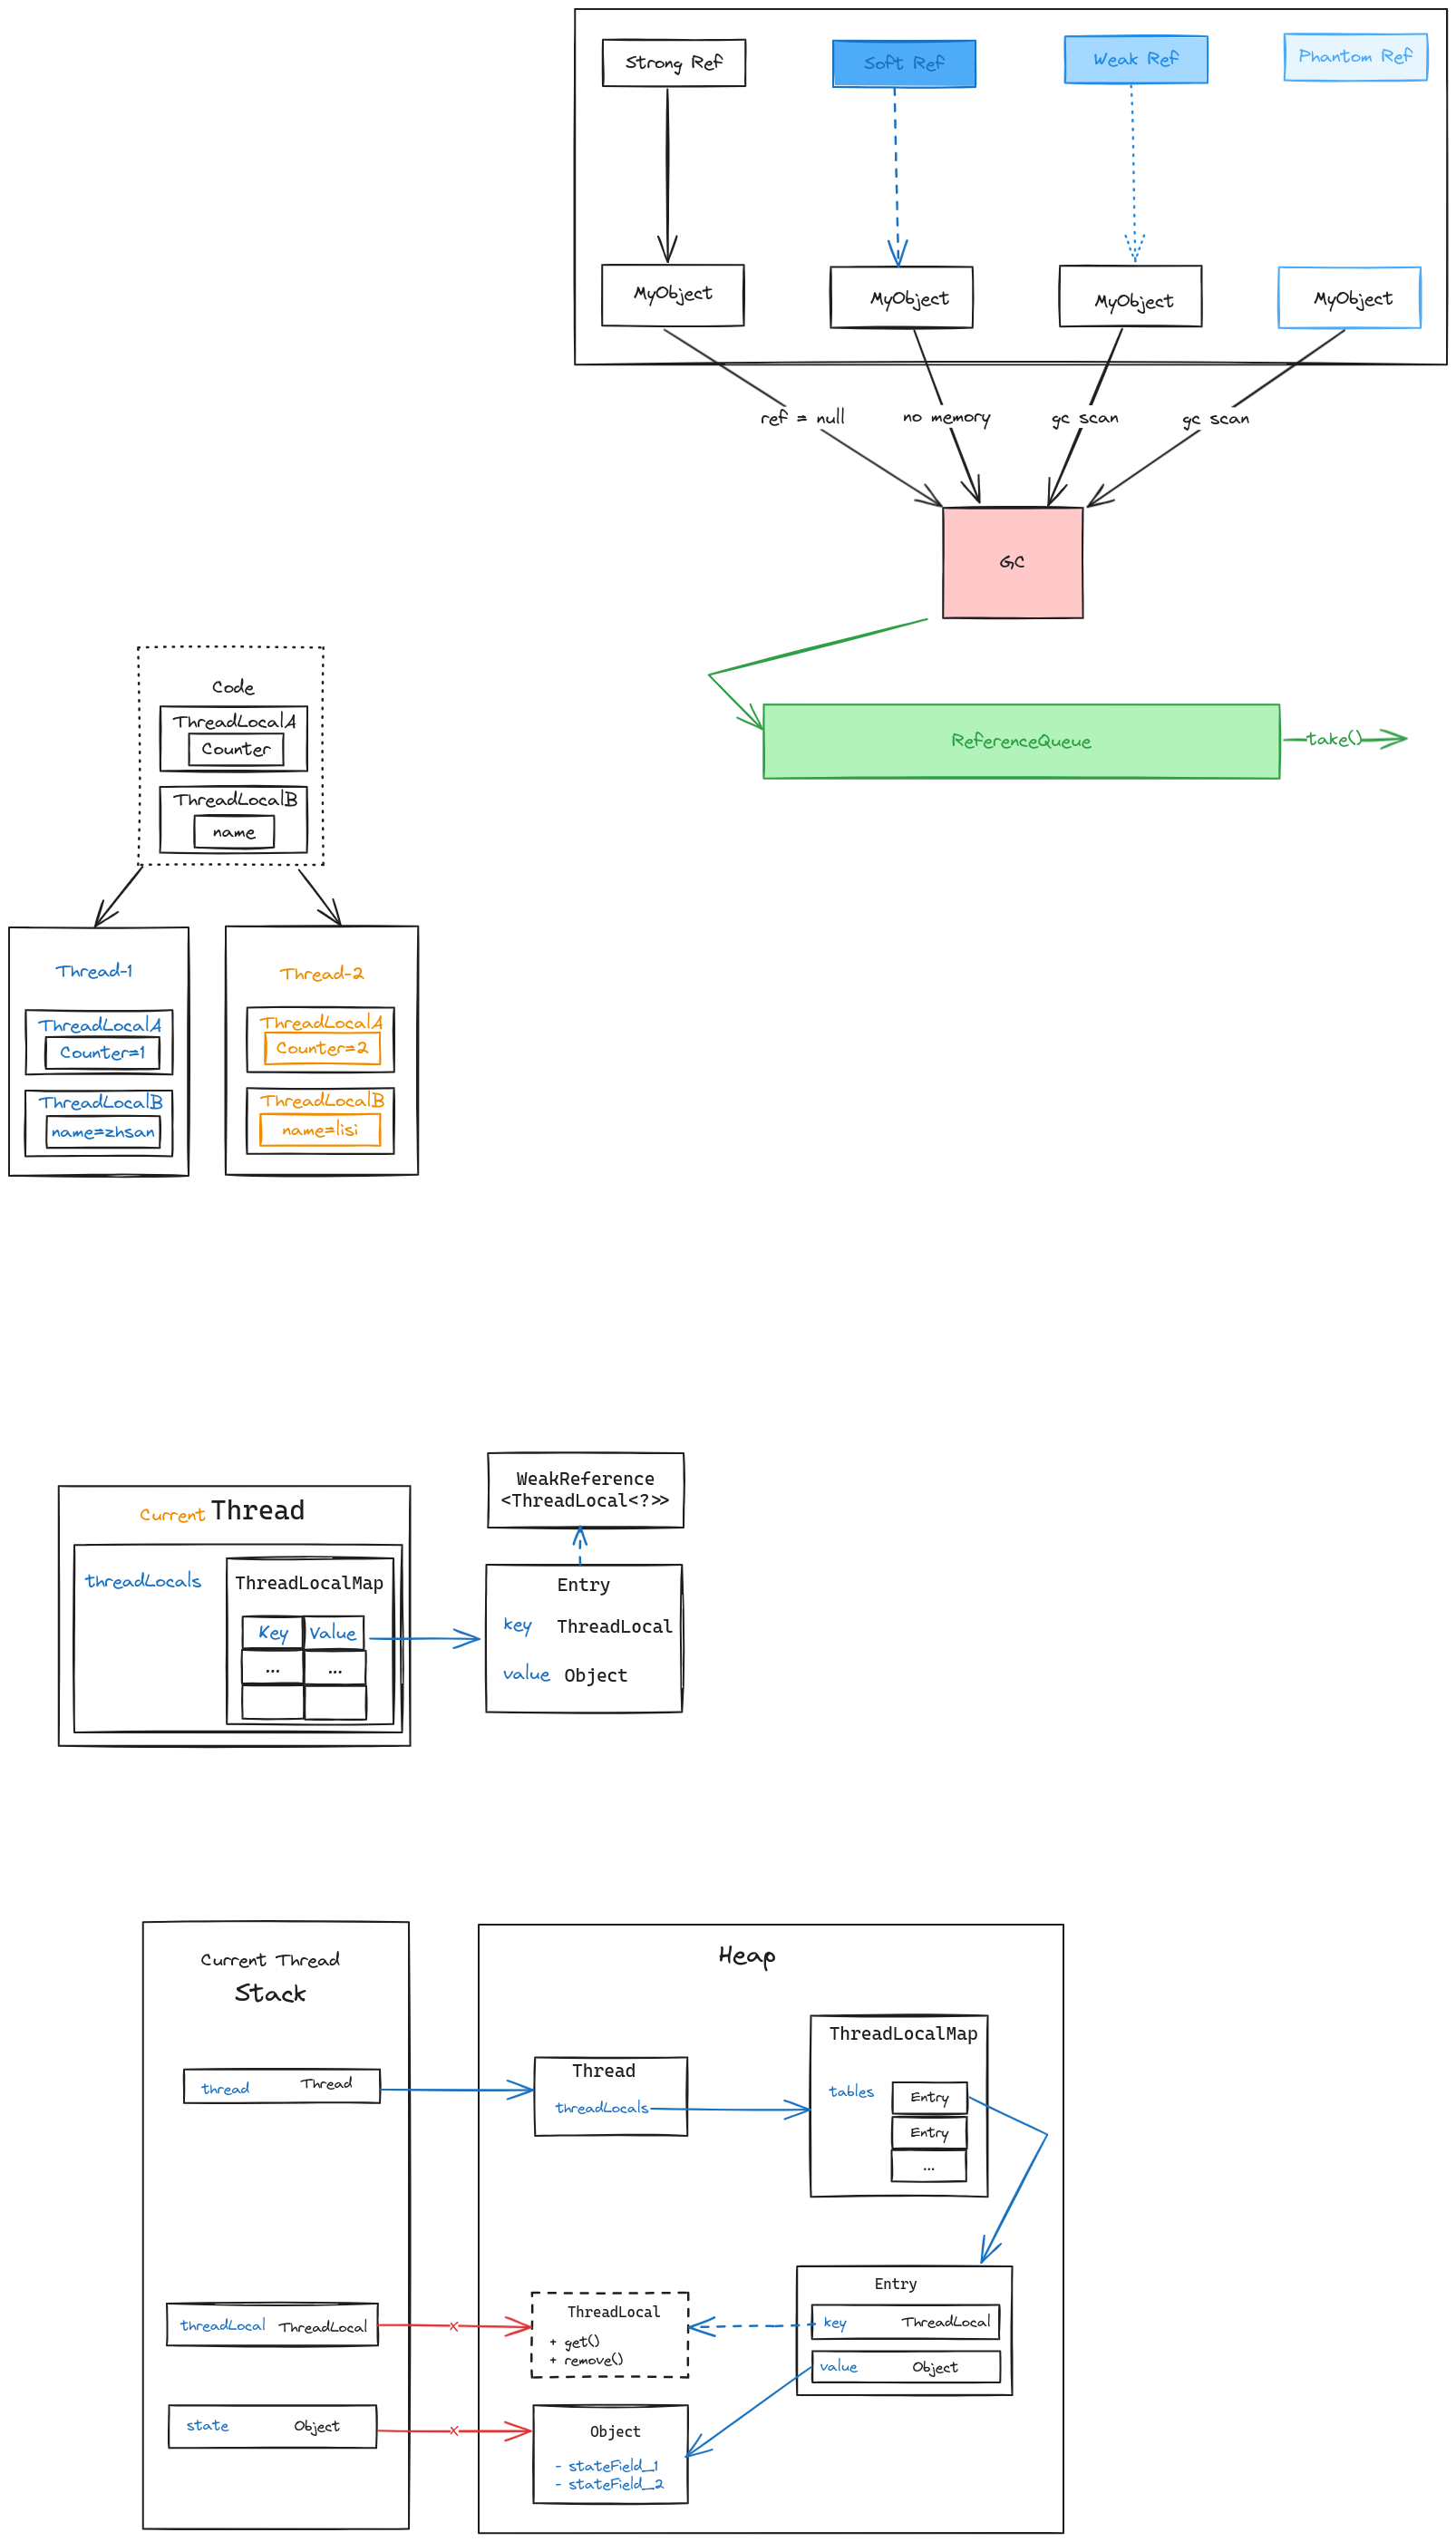 Strong Ref
Soft Ref
Weak Ref
Phantom Ref
MyObject
MyObject
MyObject
MyObject
ref = null
no memory
gc scan
gc scan
GC
ReferenceQueue
take()
Code
ThreadLocalA
Counter
ThreadLocalB
name
Thread-1
ThreadLocalA
Counter=1
ThreadLocalB
name=zhsan
Thread-2
ThreadLocalA
Counter=2
ThreadLocalB
name=lisi
Current Thread
threadLocals
ThreadLocalMap
Key Value
... ...
WeakReference
<ThreadLocal<?>>
Entry
key ThreadLocal
value Object
Current Thread
Stack
thread Thread
threadLocal ThreadLocal
x
state Object
x
Heap
Thread
threadLocals
ThreadLocalMap
tables
Entry
Entry
...
ThreadLocal
+ get()
+ remove()
Entry
key ThreadLocal
value Object
Object
- stateField_1
- stateField_2